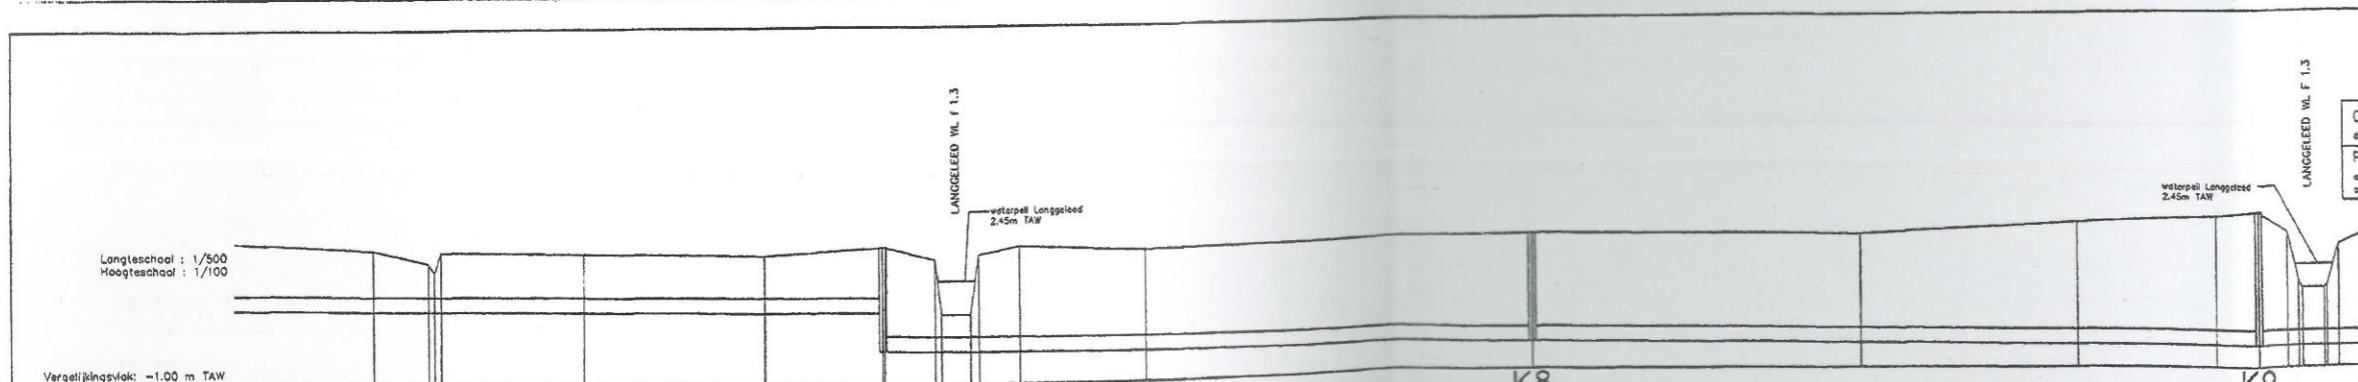 LANGGELEED WL F 1.3
LANGGELEED WL F 1.3
waterpeil Langgeleed
2.45m TAW
waterpeil Langgeleed
2.45m TAW
Lengteschaal : 1/500
Hoogteschaal : 1/100
Vergelijkingsvlak: -1.00 m TAW